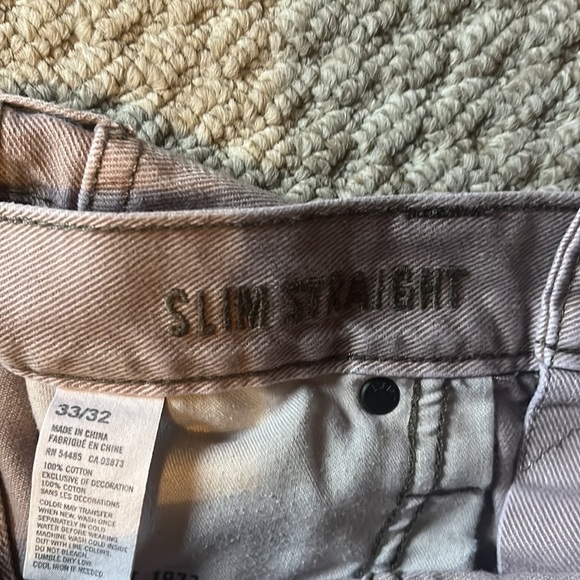 SLIM STRAIGHT
33/32
MADE IN CHINA
FABRIQUÉ EN CHINE
RN 54485 CA 03873
100% COTTON
EXCLUSIVE OF DECORATION
100% COTON
SANS LES DÉCORATIONS
COLOR MAY TRANSFER
WHEN NEW. WASH ONCE
SEPARATELY IN COLD
WATER BEFORE WEARING.
MACHINE WASH COLD INSIDE
OUT WITH LIKE COLORS.
DO NOT BLEACH.
TUMBLE DRY LOW.
COOL IRON IF NEEDED.